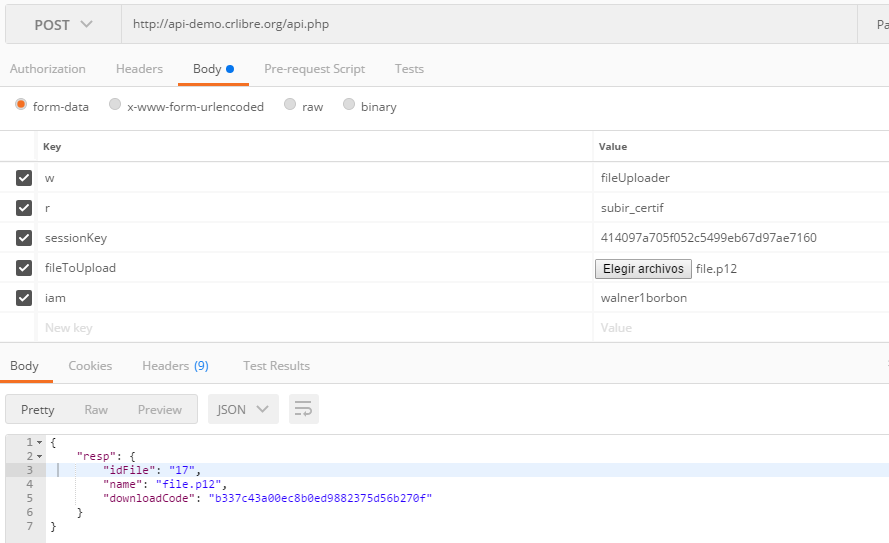 POST http://api-demo.crlibre.org/api.php Pa
Authorization Headers Body Pre-request Script Tests
form-data x-www-form-urlencoded raw binary
Key Value
w fileUploader
r subir_certif
sessionKey 414097a705f052c5499eb67d97ae7160
fileToUpload Elegir archivos file.p12
iam walner1borbon
New key Value
Body Cookies Headers (9) Test Results
Pretty Raw Preview JSON
1 {
2 "resp": {
3 "idFile": "17",
4 "name": "file.p12",
5 "downloadCode": "b337c43a00ec8b0ed9882375d56b270f"
6 }
7 }